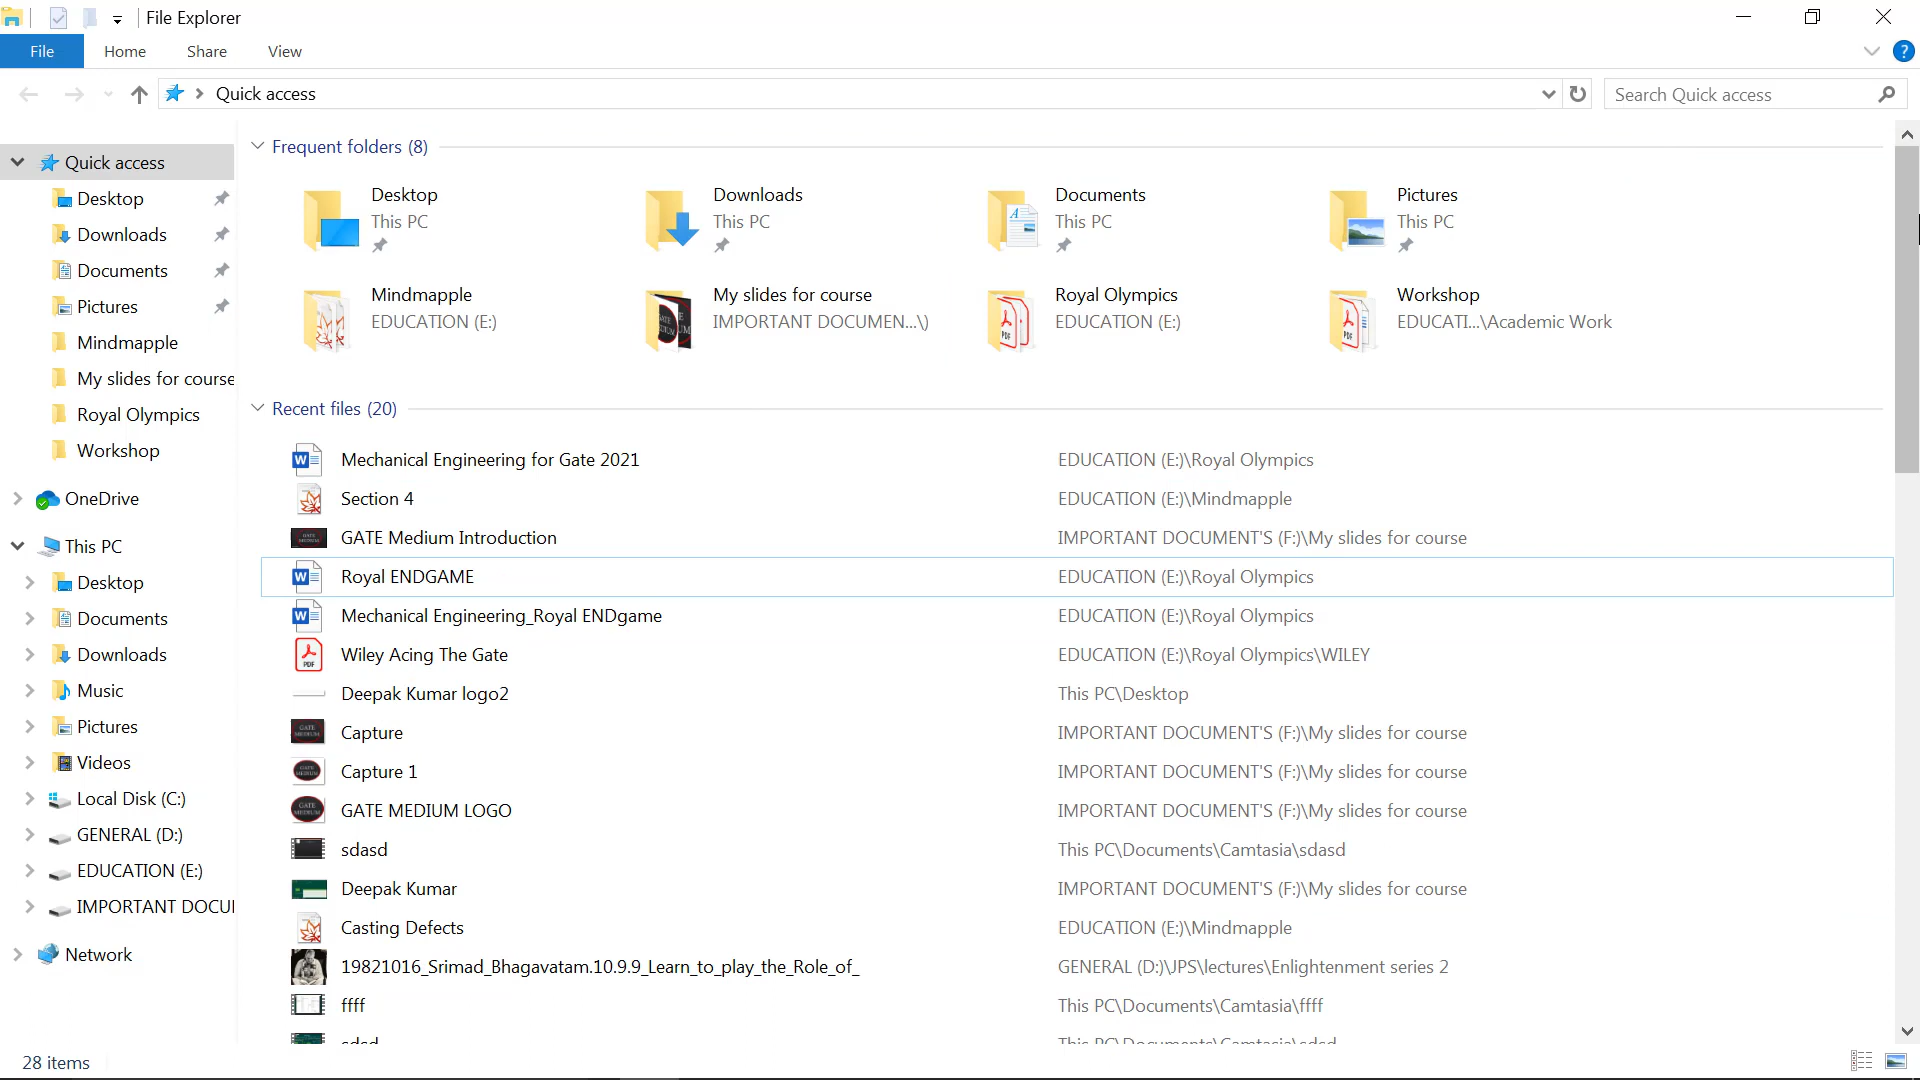 File Explorer
File Home Share View
Quick access
Search Quick access
Quick access
Desktop
Downloads
Documents
Pictures
Mindmapple
My slides for course
Royal Olympics
Workshop
OneDrive
This PC
Desktop
Documents
Downloads
Music
Pictures
Videos
Local Disk (C:)
GENERAL (D:)
EDUCATION (E:)
IMPORTANT DOCU
Network
Frequent folders (8)
Desktop
This PC
Downloads
This PC
Documents
This PC
Pictures
This PC
Mindmapple
EDUCATION (E:)
My slides for course
IMPORTANT DOCUMEN...\)
Royal Olympics
EDUCATION (E:)
Workshop
EDUCATI...\Academic Work
Recent files (20)
Mechanical Engineering for Gate 2021 EDUCATION (E:)\Royal Olympics
Section 4 EDUCATION (E:)\Mindmapple
GATE Medium Introduction IMPORTANT DOCUMENT'S (F:)\My slides for course
Royal ENDGAME EDUCATION (E:)\Royal Olympics
Mechanical Engineering_Royal ENDgame EDUCATION (E:)\Royal Olympics
Wiley Acing The Gate EDUCATION (E:)\Royal Olympics\WILEY
Deepak Kumar logo2 This PC\Desktop
Capture IMPORTANT DOCUMENT'S (F:)\My slides for course
Capture 1 IMPORTANT DOCUMENT'S (F:)\My slides for course
GATE MEDIUM LOGO IMPORTANT DOCUMENT'S (F:)\My slides for course
sdasd This PC\Documents\Camtasia\sdasd
Deepak Kumar IMPORTANT DOCUMENT'S (F:)\My slides for course
Casting Defects EDUCATION (E:)\Mindmapple
19821016_Srimad_Bhagavatam.10.9.9_Learn_to_play_the_Role_of_ GENERAL (D:)\JPS\lectures\Enlightenment series 2
ffff This PC\Documents\Camtasia\ffff
28 items